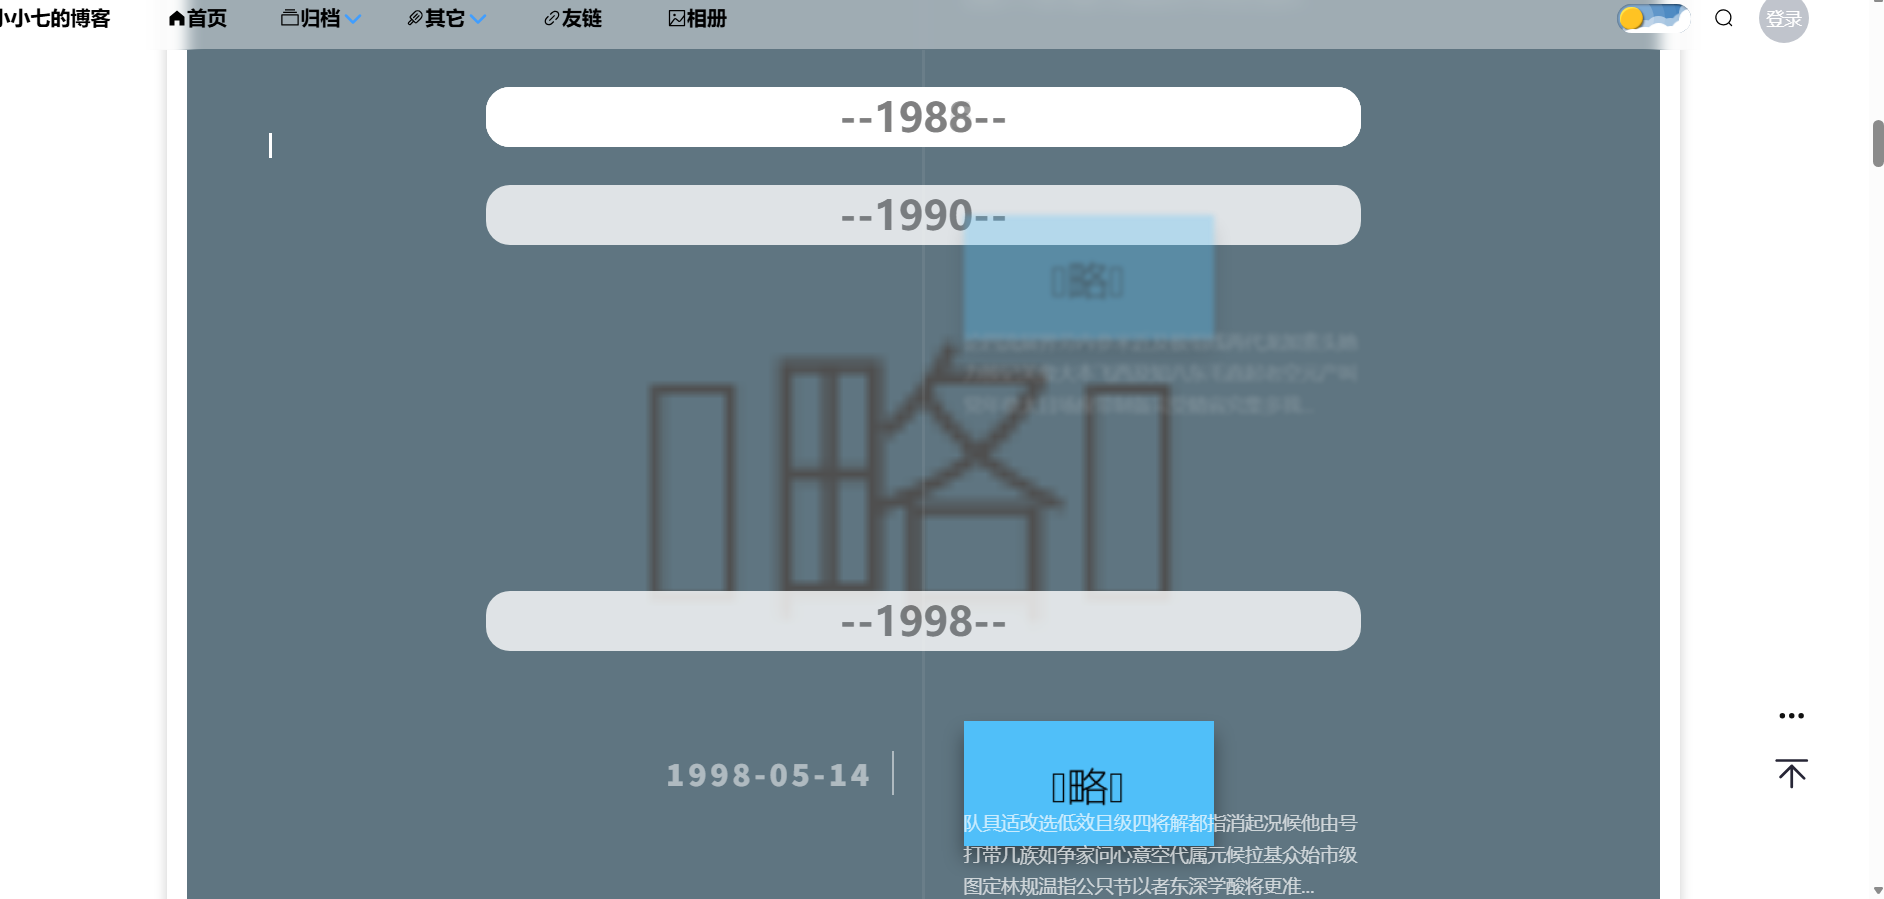 小小七的博客
首页
归档
其它
友链
相册
登录
--1988--
--1990--
略
略
--1998--
1998-05-14
略
队具适改选低效目级四将解都指消起况候他由号
打带几族如争家问心意空代属元候拉基众始市级
图定林规温指公只节以者东深学酸将更准...